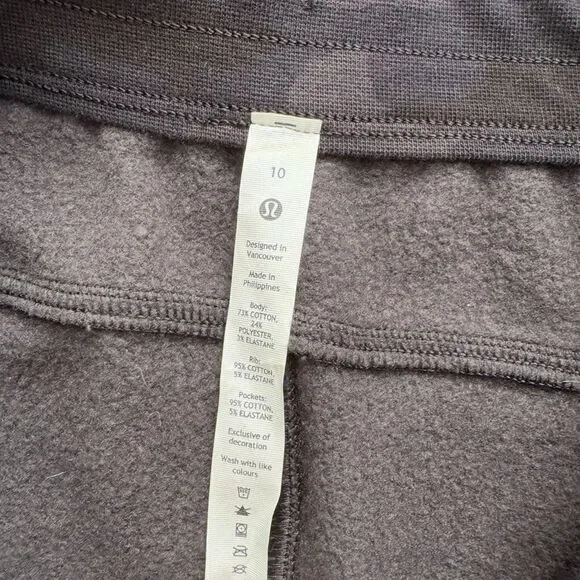 10
Designed in
Vancouver
Made in
Philippines
Body:
73% COTTON,
24%
POLYESTER,
3% ELASTANE
Rib:
95% COTTON,
5% ELASTANE
Pockets:
95% COTTON,
5% ELASTANE
Exclusive of
decoration
Wash with like
colours